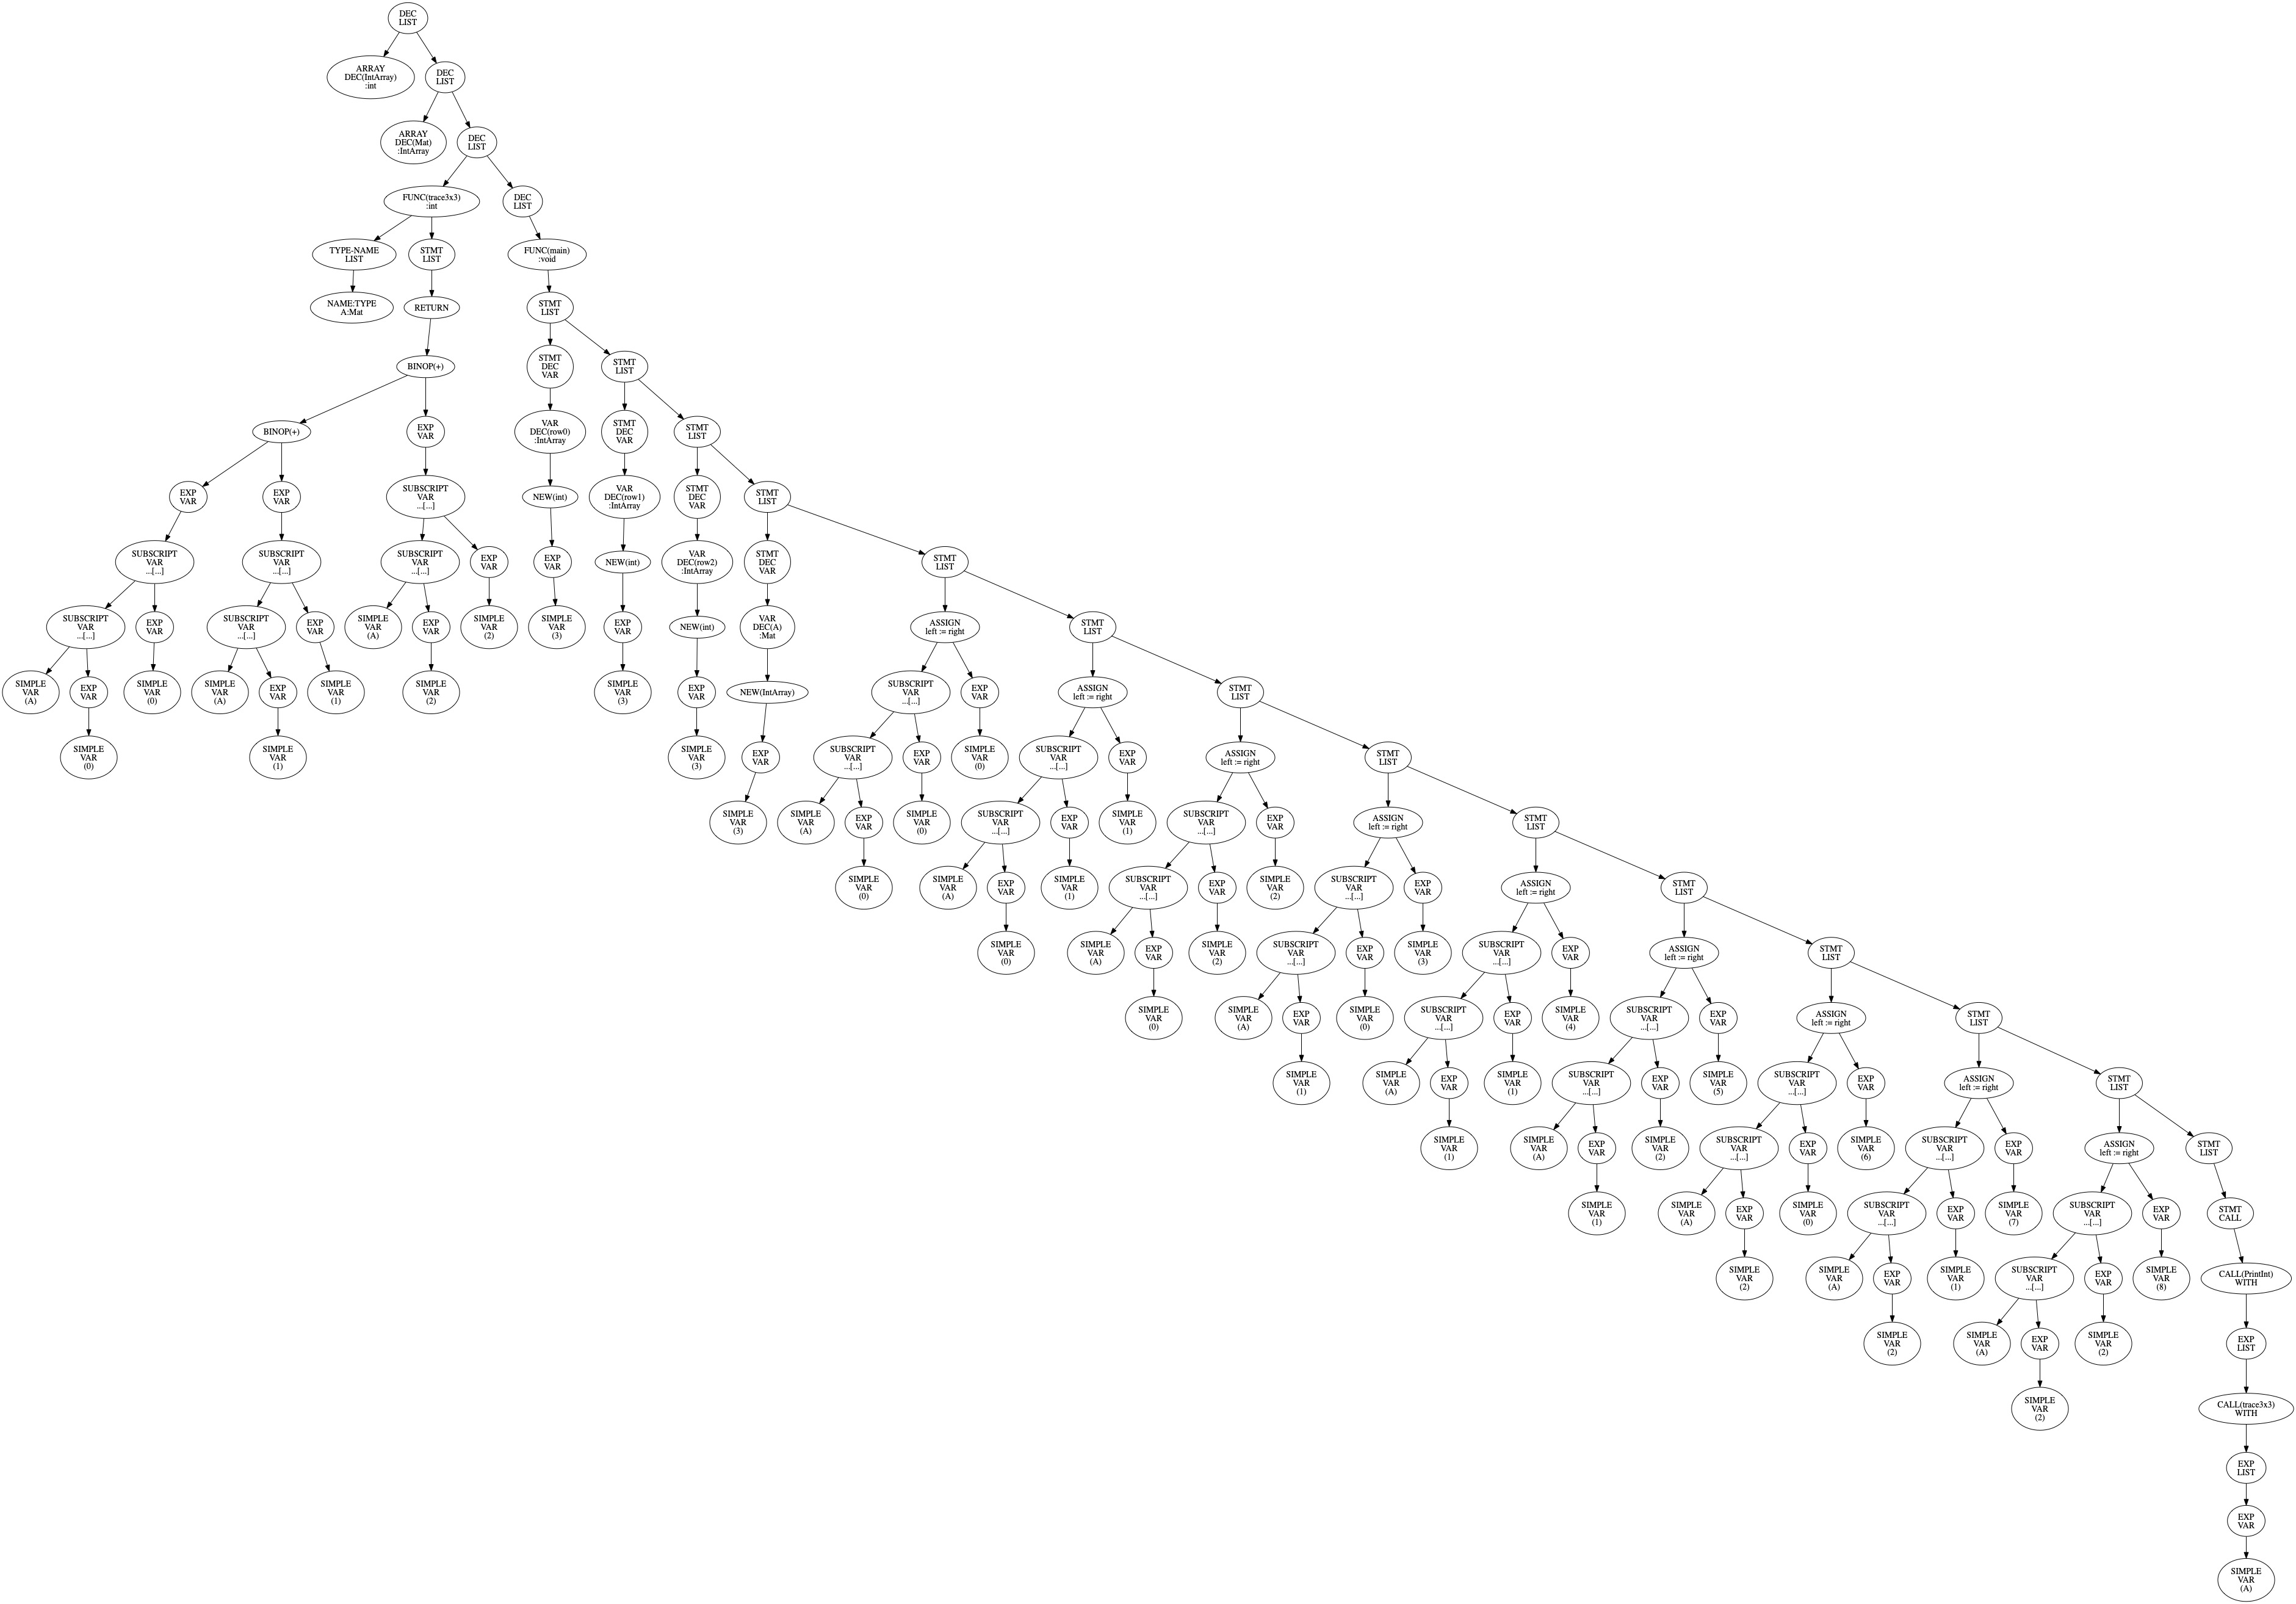 DEC
LIST
ARRAY
DEC(IntArray)
:int
DEC
LIST
ARRAY
DEC(Mat)
:IntArray
DEC
LIST
FUNC(trace3x3)
:int
DEC
LIST
TYPE-NAME
LIST
STMT
LIST
FUNC(main)
:void
NAME:TYPE
A:Mat
RETURN
STMT
LIST
BINOP(+)
STMT
DEC
VAR
STMT
LIST
BINOP(+)
EXP
VAR
VAR
DEC(row0)
:IntArray
STMT
DEC
VAR
STMT
LIST
EXP
VAR
EXP
VAR
SUBSCRIPT
VAR
...[...]
NEW(int)
VAR
DEC(row1)
:IntArray
STMT
DEC
VAR
STMT
LIST
SUBSCRIPT
VAR
...[...]
SUBSCRIPT
VAR
...[...]
SUBSCRIPT
VAR
...[...]
EXP
VAR
EXP
VAR
NEW(int)
VAR
DEC(row2)
:IntArray
STMT
DEC
VAR
STMT
LIST
SUBSCRIPT
VAR
...[...]
EXP
VAR
SUBSCRIPT
VAR
...[...]
EXP
VAR
SIMPLE
VAR
(A)
EXP
VAR
SIMPLE
VAR
(2)
SIMPLE
VAR
(3)
EXP
VAR
NEW(int)
VAR
DEC(A)
:Mat
ASSIGN
left := right
STMT
LIST
SIMPLE
VAR
(A)
EXP
VAR
SIMPLE
VAR
(0)
SIMPLE
VAR
(A)
EXP
VAR
SIMPLE
VAR
(1)
SIMPLE
VAR
(2)
SIMPLE
VAR
(3)
EXP
VAR
NEW(IntArray)
SUBSCRIPT
VAR
...[...]
EXP
VAR
ASSIGN
left := right
STMT
LIST
SIMPLE
VAR
(0)
SIMPLE
VAR
(1)
SIMPLE
VAR
(3)
EXP
VAR
SUBSCRIPT
VAR
...[...]
EXP
VAR
SIMPLE
VAR
(0)
SUBSCRIPT
VAR
...[...]
EXP
VAR
ASSIGN
left := right
STMT
LIST
SIMPLE
VAR
(3)
SIMPLE
VAR
(A)
EXP
VAR
SIMPLE
VAR
(0)
SUBSCRIPT
VAR
...[...]
EXP
VAR
SIMPLE
VAR
(1)
SUBSCRIPT
VAR
...[...]
EXP
VAR
ASSIGN
left := right
STMT
LIST
SIMPLE
VAR
(0)
SIMPLE
VAR
(A)
EXP
VAR
SIMPLE
VAR
(1)
SUBSCRIPT
VAR
...[...]
EXP
VAR
SIMPLE
VAR
(2)
SUBSCRIPT
VAR
...[...]
EXP
VAR
ASSIGN
left := right
STMT
LIST
SIMPLE
VAR
(0)
SIMPLE
VAR
(A)
EXP
VAR
SIMPLE
VAR
(2)
SUBSCRIPT
VAR
...[...]
EXP
VAR
SIMPLE
VAR
(3)
SUBSCRIPT
VAR
...[...]
EXP
VAR
ASSIGN
left := right
STMT
LIST
SIMPLE
VAR
(0)
SIMPLE
VAR
(A)
EXP
VAR
SIMPLE
VAR
(0)
SUBSCRIPT
VAR
...[...]
EXP
VAR
SIMPLE
VAR
(4)
SUBSCRIPT
VAR
...[...]
EXP
VAR
ASSIGN
left := right
STMT
LIST
SIMPLE
VAR
(1)
SIMPLE
VAR
(A)
EXP
VAR
SIMPLE
VAR
(1)
SUBSCRIPT
VAR
...[...]
EXP
VAR
SIMPLE
VAR
(5)
SUBSCRIPT
VAR
...[...]
EXP
VAR
ASSIGN
left := right
STMT
LIST
SIMPLE
VAR
(1)
SIMPLE
VAR
(A)
EXP
VAR
SIMPLE
VAR
(2)
SUBSCRIPT
VAR
...[...]
EXP
VAR
SIMPLE
VAR
(6)
SUBSCRIPT
VAR
...[...]
EXP
VAR
ASSIGN
left := right
STMT
LIST
SIMPLE
VAR
(1)
SIMPLE
VAR
(A)
EXP
VAR
SIMPLE
VAR
(0)
SUBSCRIPT
VAR
...[...]
EXP
VAR
SIMPLE
VAR
(7)
SUBSCRIPT
VAR
...[...]
EXP
VAR
STMT
CALL
SIMPLE
VAR
(2)
SIMPLE
VAR
(A)
EXP
VAR
SIMPLE
VAR
(1)
SUBSCRIPT
VAR
...[...]
EXP
VAR
SIMPLE
VAR
(8)
CALL(PrintInt)
WITH
SIMPLE
VAR
(2)
SIMPLE
VAR
(A)
EXP
VAR
SIMPLE
VAR
(2)
EXP
LIST
SIMPLE
VAR
(2)
CALL(trace3x3)
WITH
EXP
LIST
EXP
VAR
SIMPLE
VAR
(A)